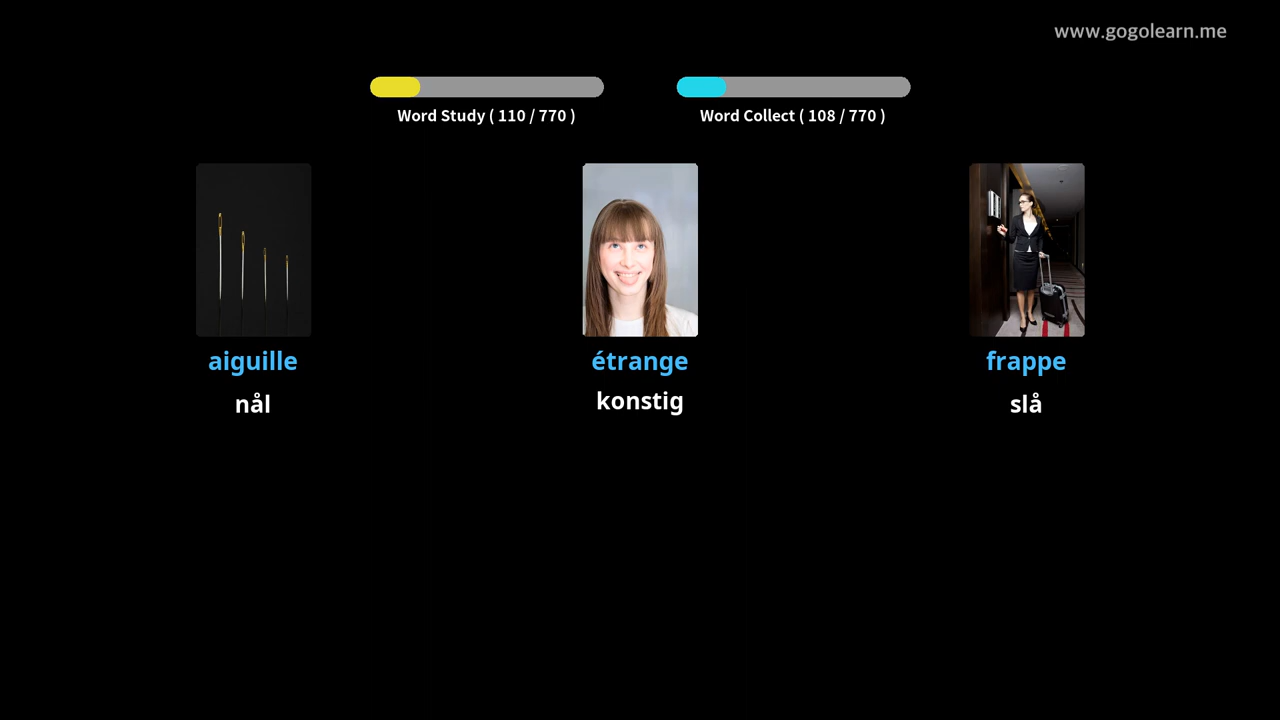 www.gogolearn.me
Word Study ( 110 / 770 )
Word Collect ( 108 / 770 )
aiguille
étrange
frappe
nål
konstig
slå